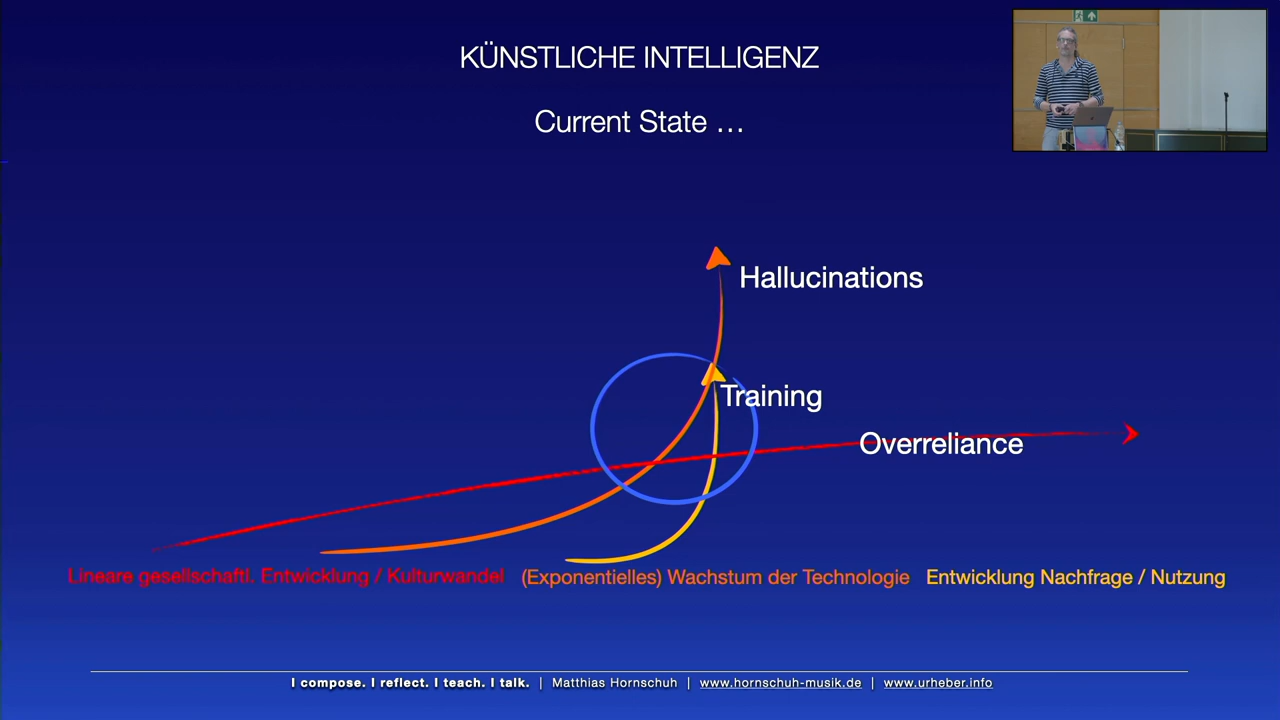 KÜNSTLICHE INTELLIGENZ
Current State …
Hallucinations
Training
Overreliance
Lineare gesellschaftl. Entwicklung / Kulturwandel (Exponentielles) Wachstum der Technologie Entwicklung Nachfrage / Nutzung
I compose. I reflect. I teach. I talk. | Matthias Hornschuh | www.hornschuh-musik.de | www.urheber.info